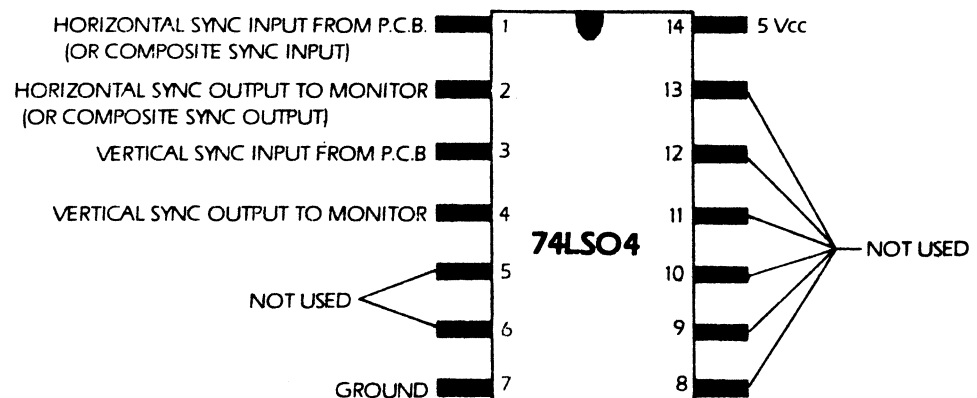 HORIZONTAL SYNC INPUT FROM P.C.B.
(OR COMPOSITE SYNC INPUT)
1
14
5 Vcc
HORIZONTAL SYNC OUTPUT TO MONITOR
(OR COMPOSITE SYNC OUTPUT)
2
13
VERTICAL SYNC INPUT FROM P.C.B
3
12
VERTICAL SYNC OUTPUT TO MONITOR
4
11
74LSO4
NOT USED
5
10
NOT USED
6
9
GROUND
7
8